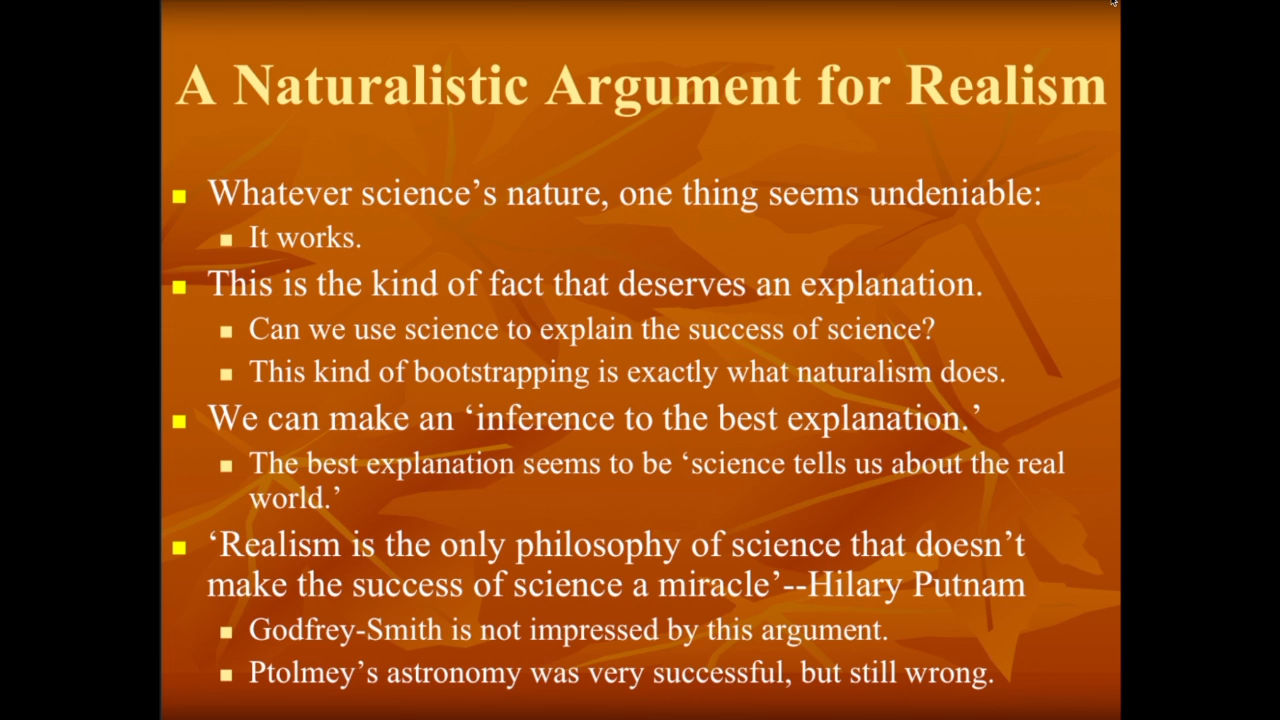 A Naturalistic Argument for Realism
Whatever science’s nature, one thing seems undeniable:
It works.
This is the kind of fact that deserves an explanation.
Can we use science to explain the success of science?
This kind of bootstrapping is exactly what naturalism does.
We can make an ‘inference to the best explanation.’
The best explanation seems to be ‘science tells us about the real
world.’
‘Realism is the only philosophy of science that doesn’t
make the success of science a miracle’--Hilary Putnam
Godfrey-Smith is not impressed by this argument.
Ptolmey’s astronomy was very successful, but still wrong.